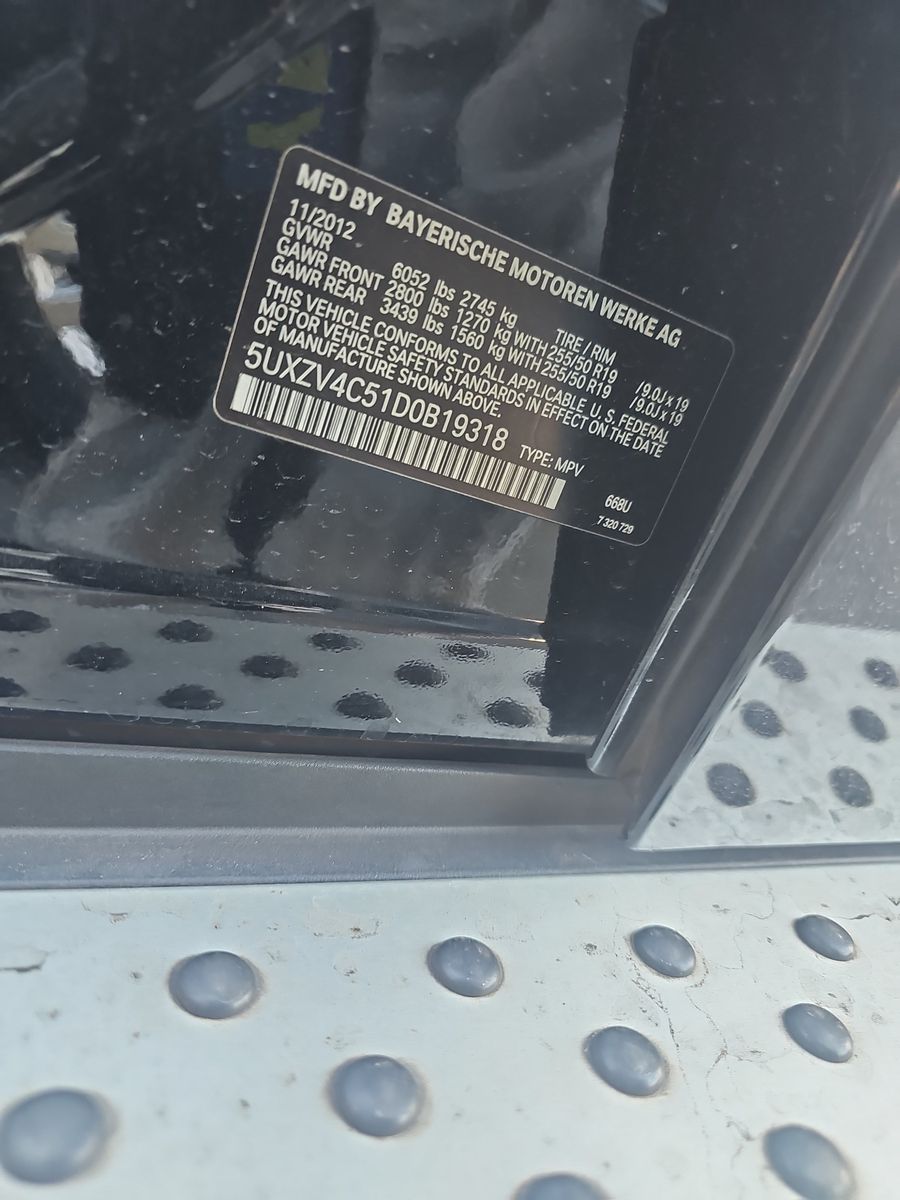 MFD BY BAYERISCHE MOTOREN WERKE AG
11/2012
GVWR 6052 lbs 2745 kg TIRE / RIM
GAWR FRONT 2800 lbs 1270 kg WITH 255/50 R19 /9.0J x 19
GAWR REAR 3439 lbs 1560 kg WITH 255/50 R19 /9.0J x 19
THIS VEHICLE CONFORMS TO ALL APPLICABLE U.S. FEDERAL
MOTOR VEHICLE SAFETY STANDARDS IN EFFECT ON THE DATE
OF MANUFACTURE SHOWN ABOVE.
5UXZV4C51D0B19318 TYPE: MPV
668U
7 320 729